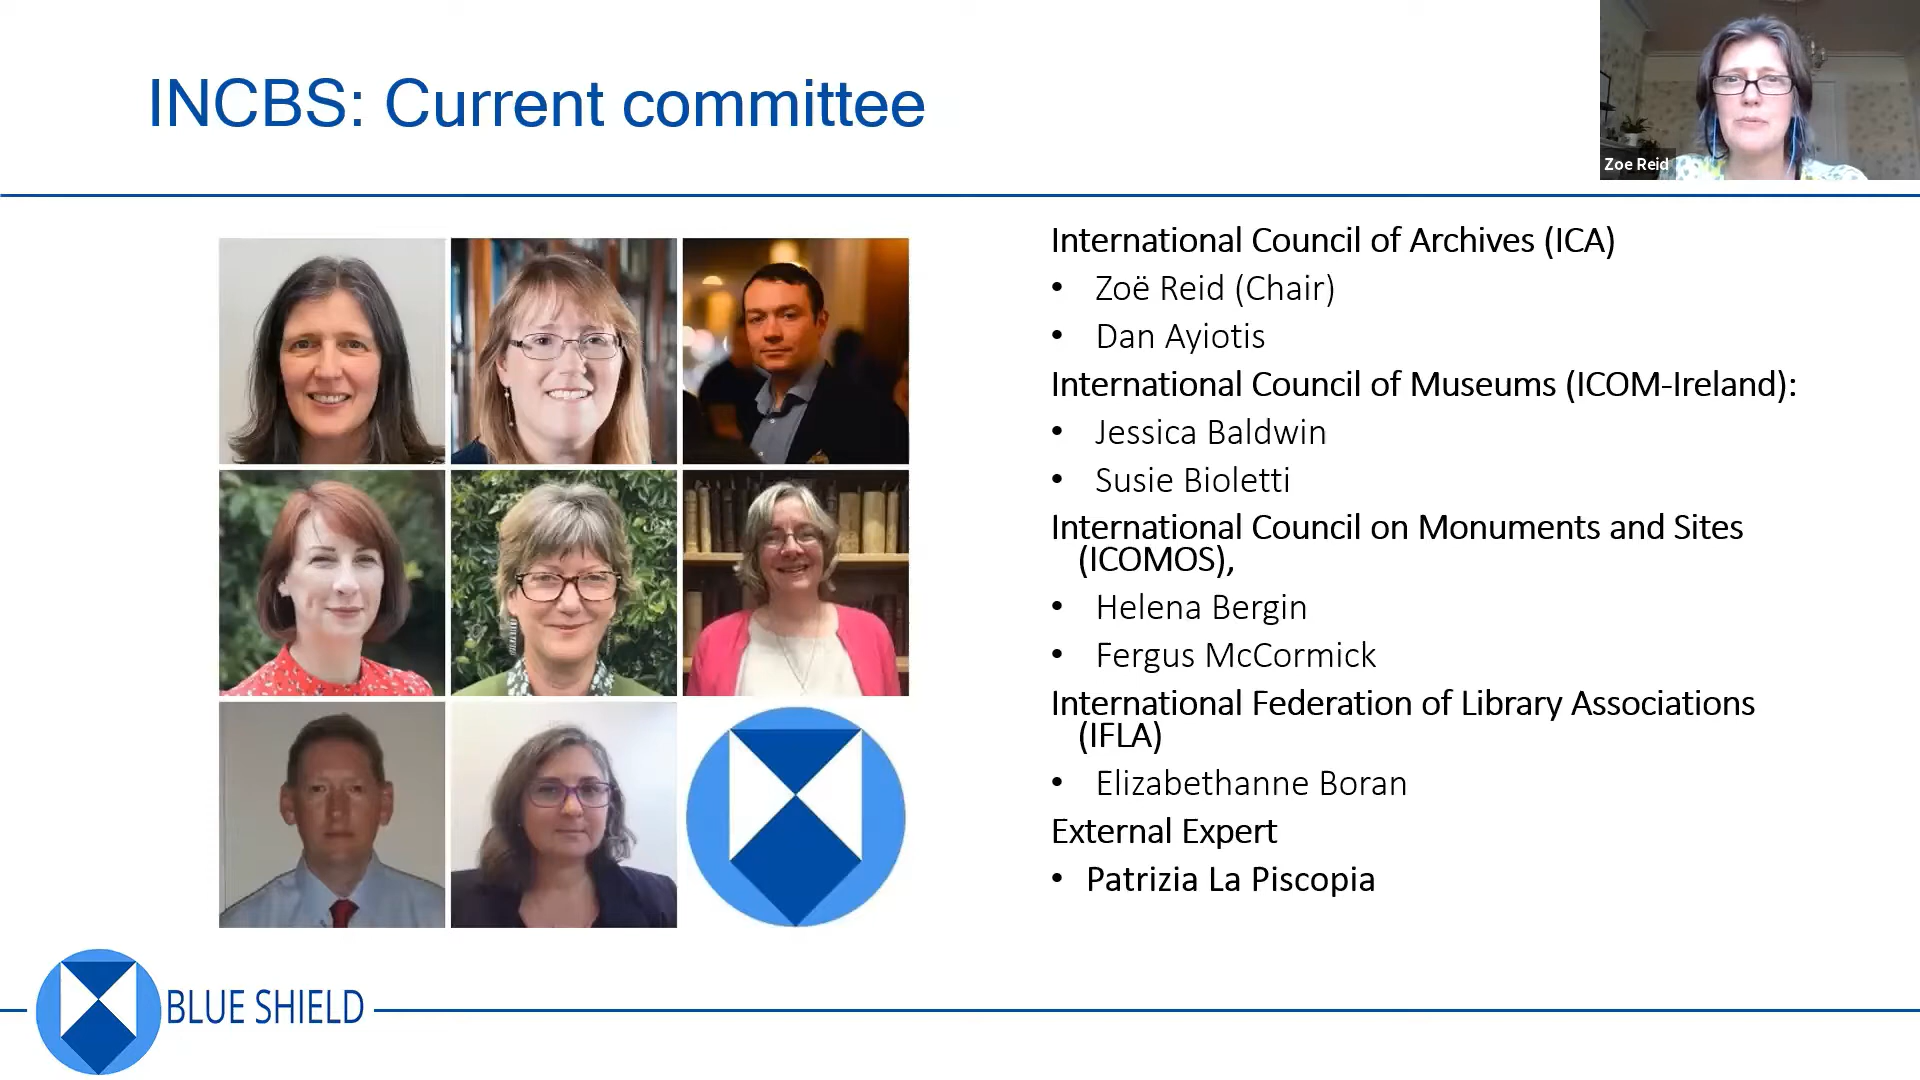 INCBS: Current committee
Zoe Reid
International Council of Archives (ICA)
• Zoë Reid (Chair)
• Dan Ayiotis
International Council of Museums (ICOM-Ireland):
• Jessica Baldwin
• Susie Bioletti
International Council on Monuments and Sites
(ICOMOS),
• Helena Bergin
• Fergus McCormick
International Federation of Library Associations
(IFLA)
• Elizabethanne Boran
External Expert
• Patrizia La Piscopia
BLUE SHIELD